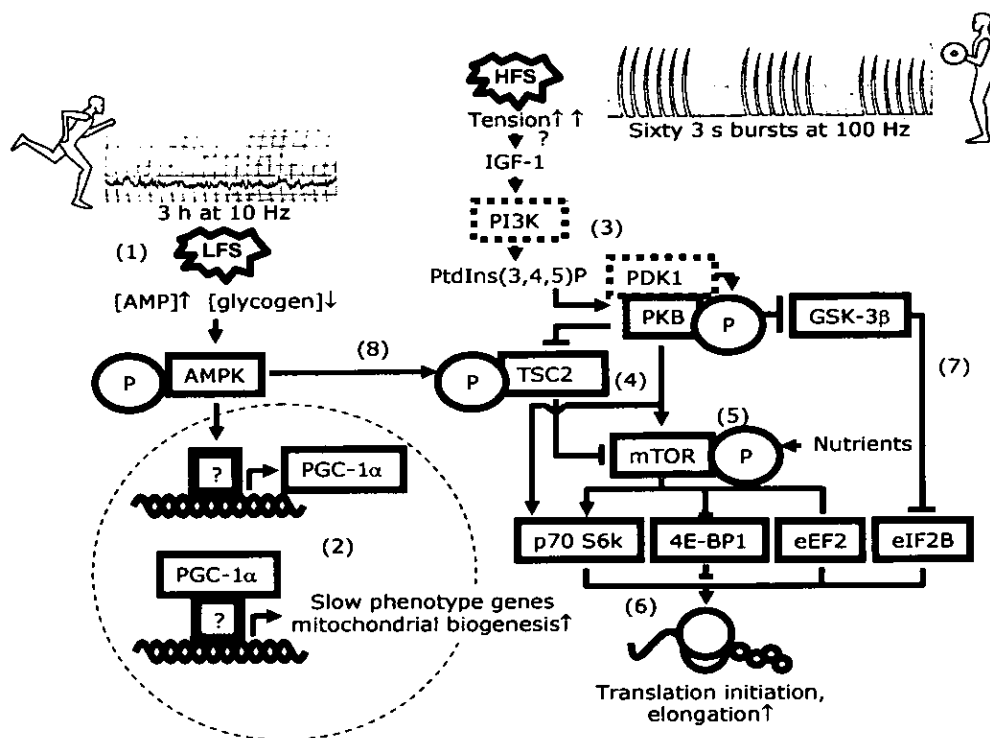 HFS
Tension↑ ↑
?
IGF-1
PI3K
(3)
PtdIns(3,4,5)P
Sixty 3 s bursts at 100 Hz
3 h at 10 Hz
(1)
LFS
[AMP]↑ [glycogen]↓
PDK1
PKB
P
GSK-3β
P
AMPK
(8)
P
TSC2
(4)
(7)
(5)
mTOR
P
Nutrients
?
PGC-1α
(2)
p70 S6k
4E-BP1
eEF2
eIF2B
PGC-1α
?
Slow phenotype genes
mitochondrial biogenesis↑
(6)
Translation initiation,
elongation↑